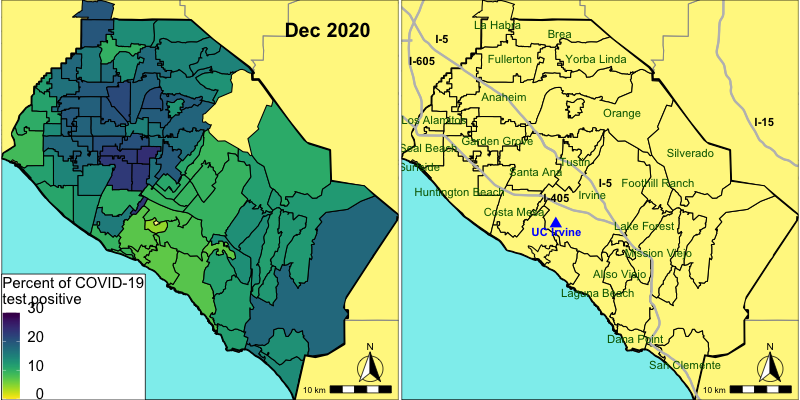 Dec 2020
Percent of COVID-19
test positive
30
20
10
0
N
10 km
La Habra
Brea
I-5
Fullerton
Yorba Linda
I-605
Anaheim
Orange
I-15
Los Alamitos
Garden Grove
Seal Beach
Silverado
Sunside
Tustin
Santa Ana
I-5
Foothill Ranch
Huntington Beach
I-405
Irvine
Costa Mesa
UC Irvine
Lake Forest
Mission Viejo
Aliso Viejo
Laguna Beach
Dana Point
San Clemente
N
10 km